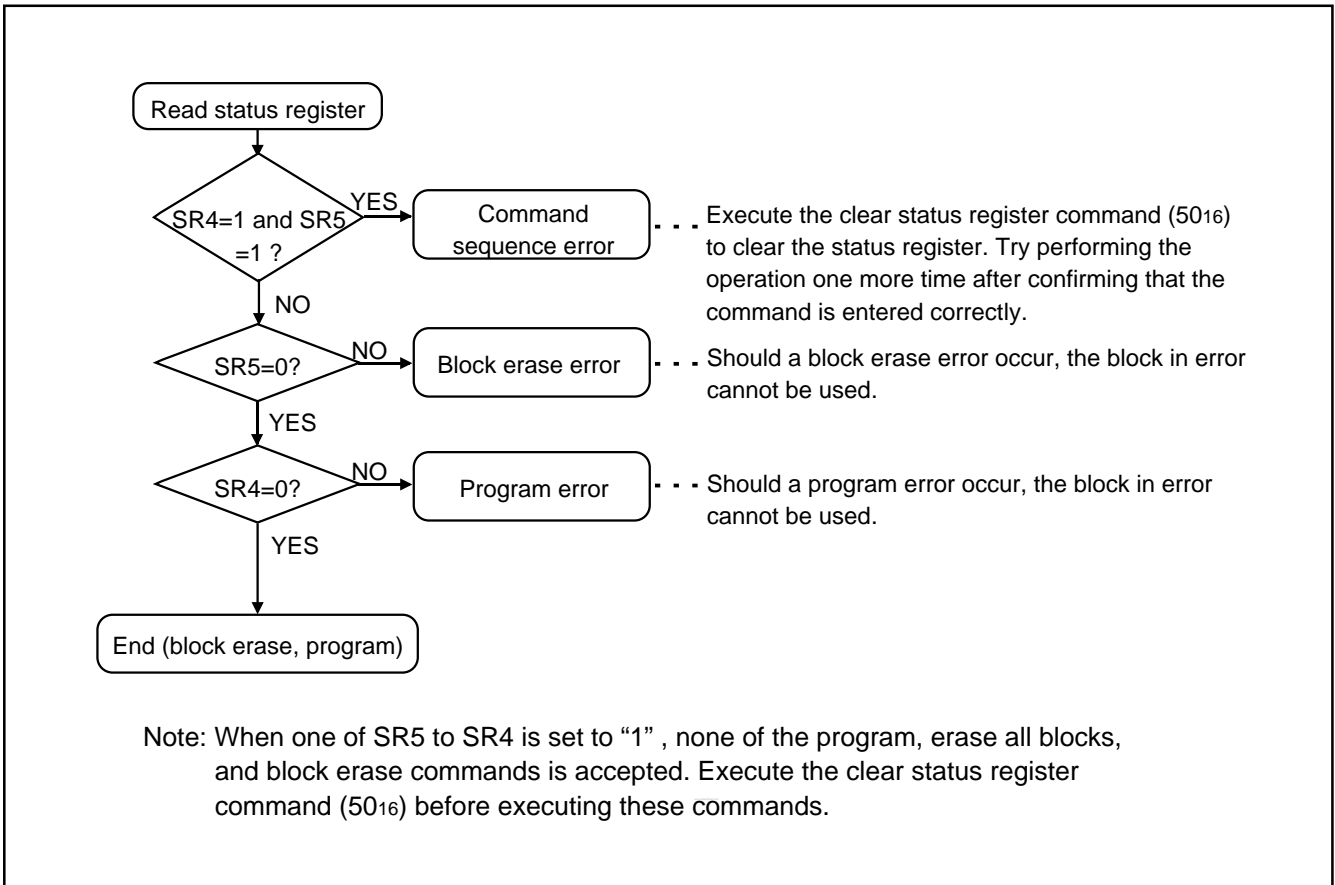 Read status register
SR4=1 and SR5
=1 ?
YES
Command
sequence error
Execute the clear status register command (5016)
to clear the status register. Try performing the
operation one more time after confirming that the
command is entered correctly.
NO
SR5=0?
NO
Block erase error
Should a block erase error occur, the block in error
cannot be used.
YES
SR4=0?
NO
Program error
Should a program error occur, the block in error
cannot be used.
YES
End (block erase, program)
Note: When one of SR5 to SR4 is set to “1” , none of the program, erase all blocks,
and block erase commands is accepted. Execute the clear status register
command (5016) before executing these commands.